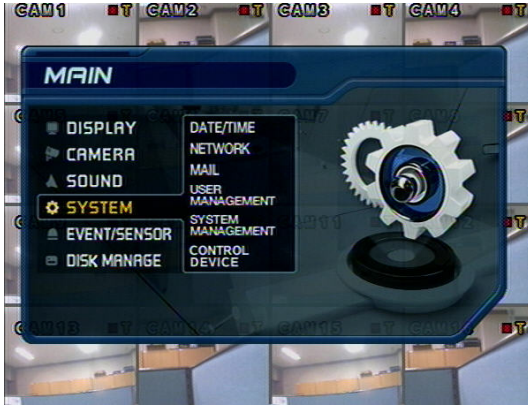 CAM1 T CAM2 T CAM3 T CAM4 T
MAIN
DISPLAY
CAMERA
SOUND
SYSTEM
EVENT/SENSOR
DISK MANAGE
DATE/TIME
NETWORK
MAIL
USER
MANAGEMENT
SYSTEM
MANAGEMENT
CONTROL
DEVICE
CAM13 T CAM14 T CAM15 T T